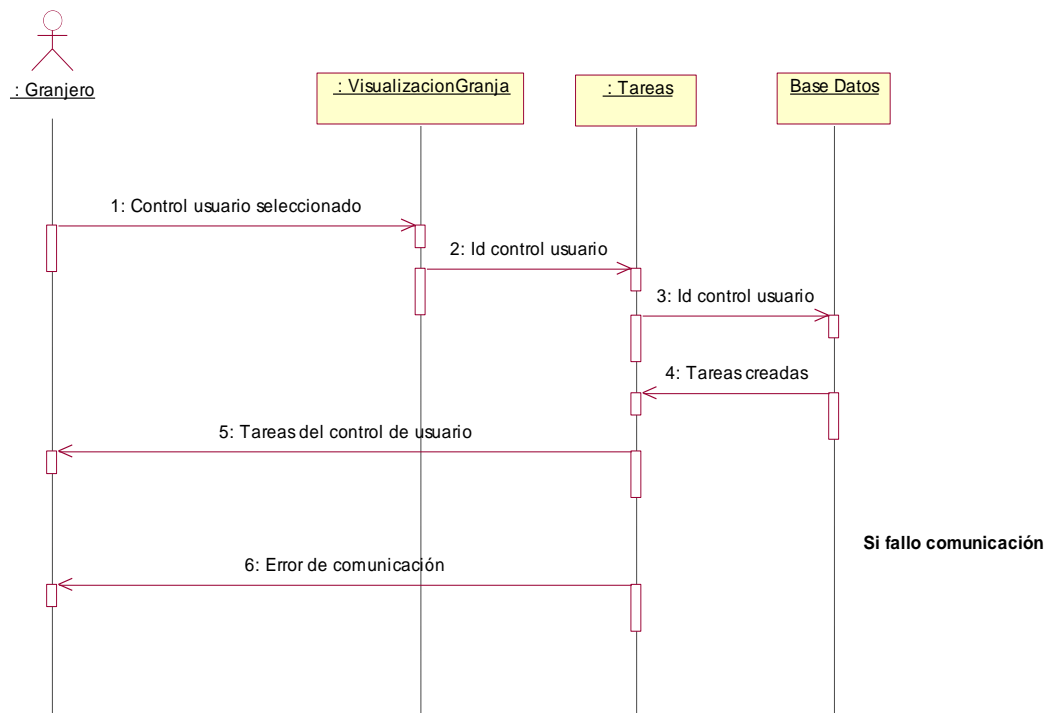 : Granjero
: VisualizacionGranja
: Tareas
Base Datos
1: Control usuario seleccionado
2: Id control usuario
3: Id control usuario
4: Tareas creadas
5: Tareas del control de usuario
Si fallo comunicación
6: Error de comunicación